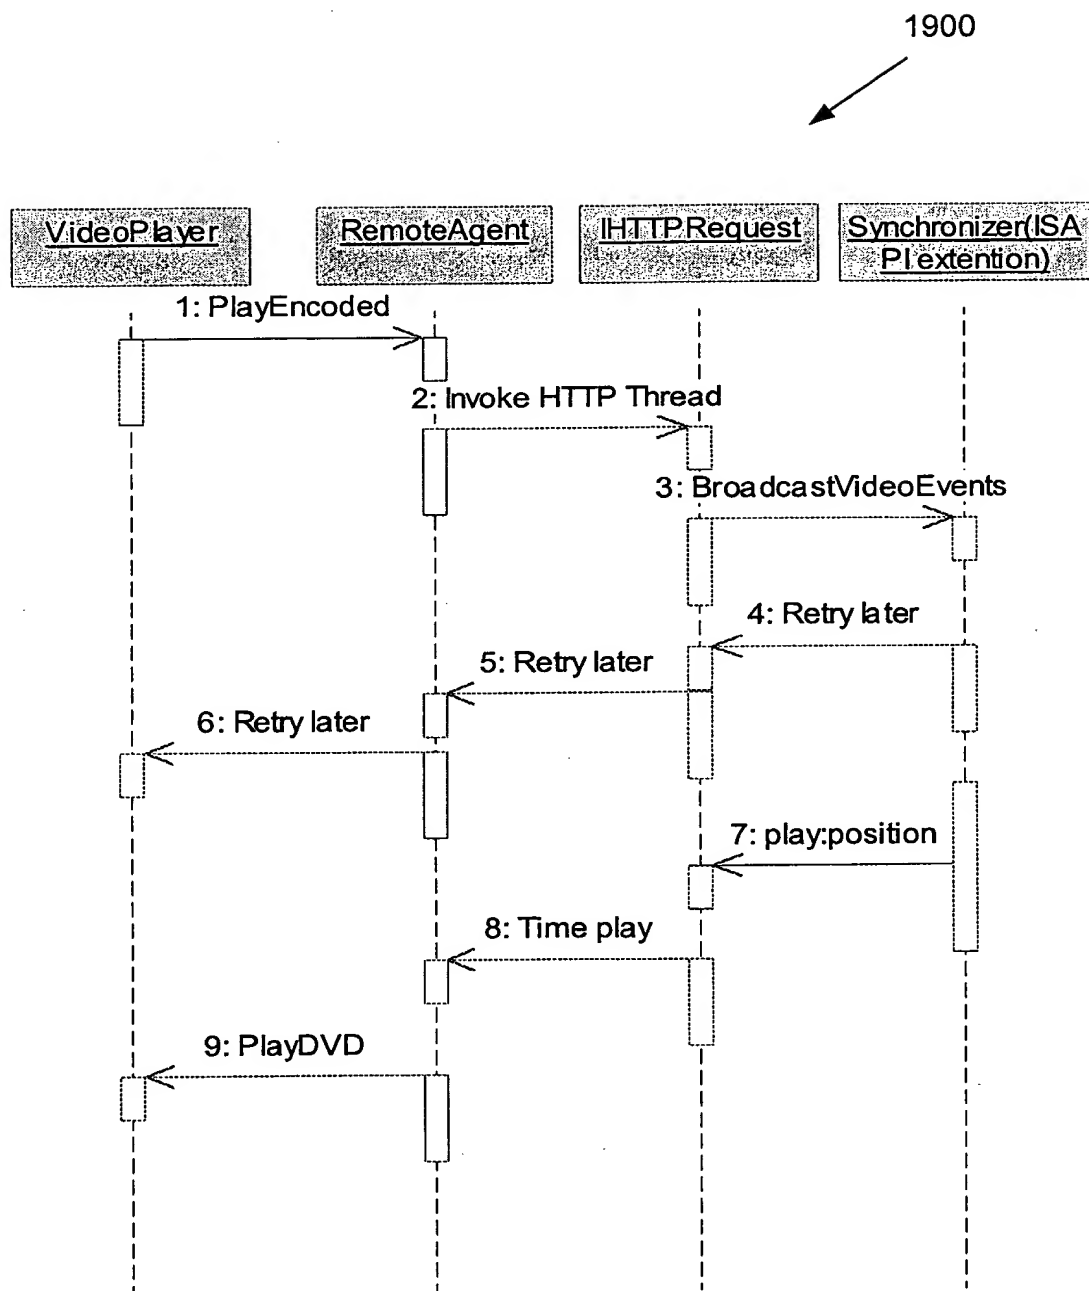 1900
VideoPlayer
RemoteAgent
IHTTPRequest
Synchronizer(ISA
PI extention)
1: PlayEncoded
2: Invoke HTTP Thread
3: BroadcastVideoEvents
4: Retry later
5: Retry later
6: Retry later
7: play:position
8: Time play
9: PlayDVD